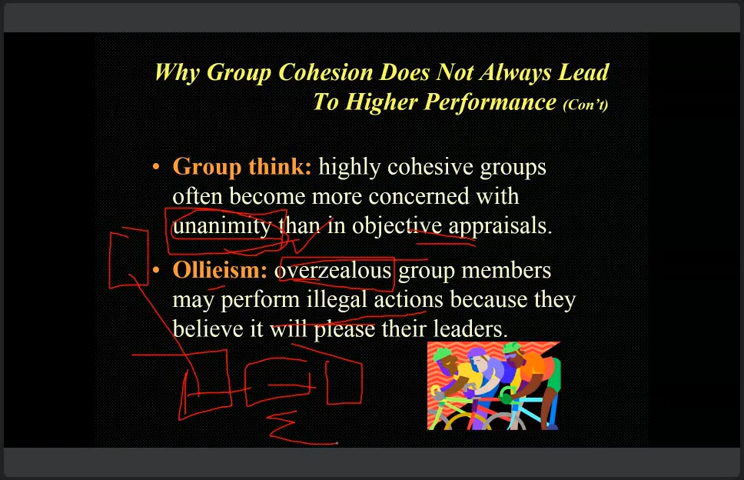 Why Group Cohesion Does Not Always Lead
To Higher Performance (Con't)
• Group think: highly cohesive groups
often become more concerned with
unanimity than in objective appraisals.
• Ollieism: overzealous group members
may perform illegal actions because they
believe it will please their leaders.